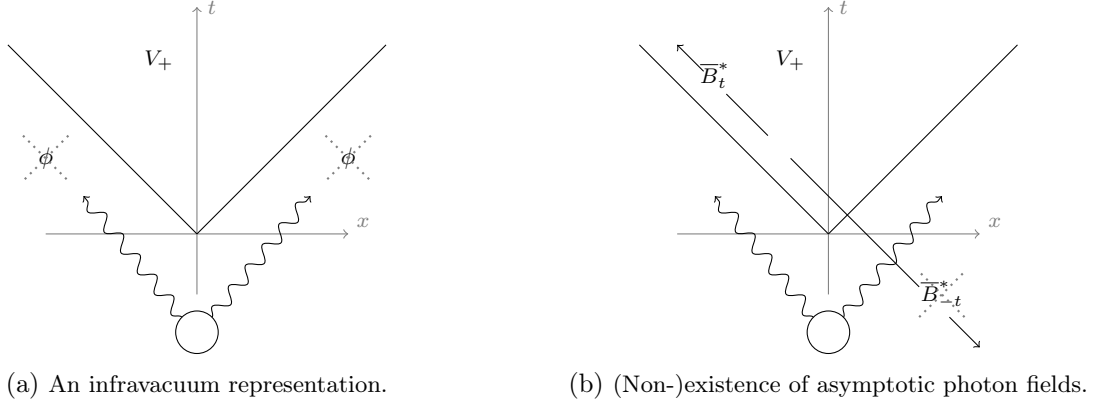 t
V₊
ϕ
ϕ
x
(a) An infravacuum representation.
t
V₊
B̅*ₜ
x
B̅*₋ₜ
(b) (Non-)existence of asymptotic photon fields.